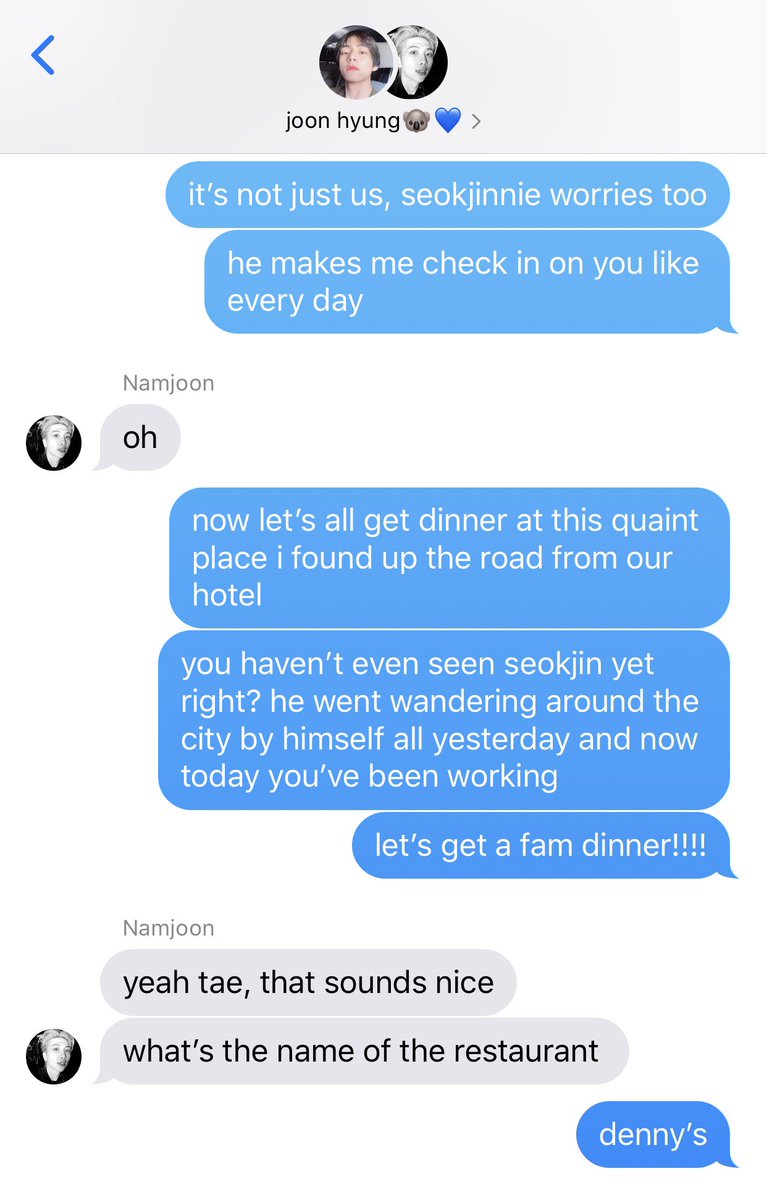 joon hyung🐨💙 >
it’s not just us, seokjinnie worries too
he makes me check in on you like
every day
Namjoon
oh
now let’s all get dinner at this quaint
place i found up the road from our
hotel
you haven’t even seen seokjin yet
right? he went wandering around the
city by himself all yesterday and now
today you’ve been working
let’s get a fam dinner!!!!
Namjoon
yeah tae, that sounds nice
what’s the name of the restaurant
denny’s